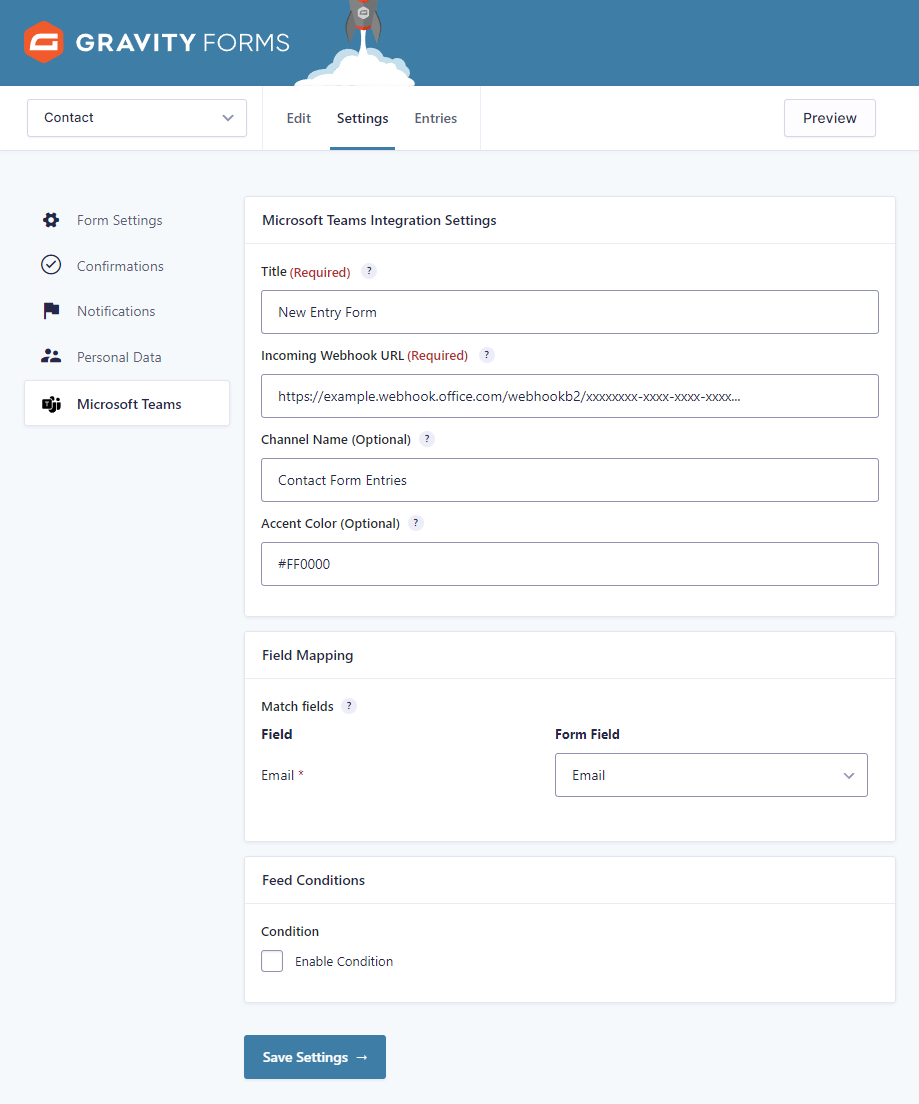 GRAVITY FORMS
Contact
Edit
Settings
Entries
Preview
Form Settings
Confirmations
Notifications
Personal Data
Microsoft Teams
Microsoft Teams Integration Settings
Title (Required) ?
New Entry Form
Incoming Webhook URL (Required) ?
https://example.webhook.office.com/webhookb2/xxxxxxxx-xxxx-xxxx-xxxx...
Channel Name (Optional) ?
Contact Form Entries
Accent Color (Optional) ?
#FF0000
Field Mapping
Match fields ?
Field
Form Field
Email *
Email
Feed Conditions
Condition
Enable Condition
Save Settings →